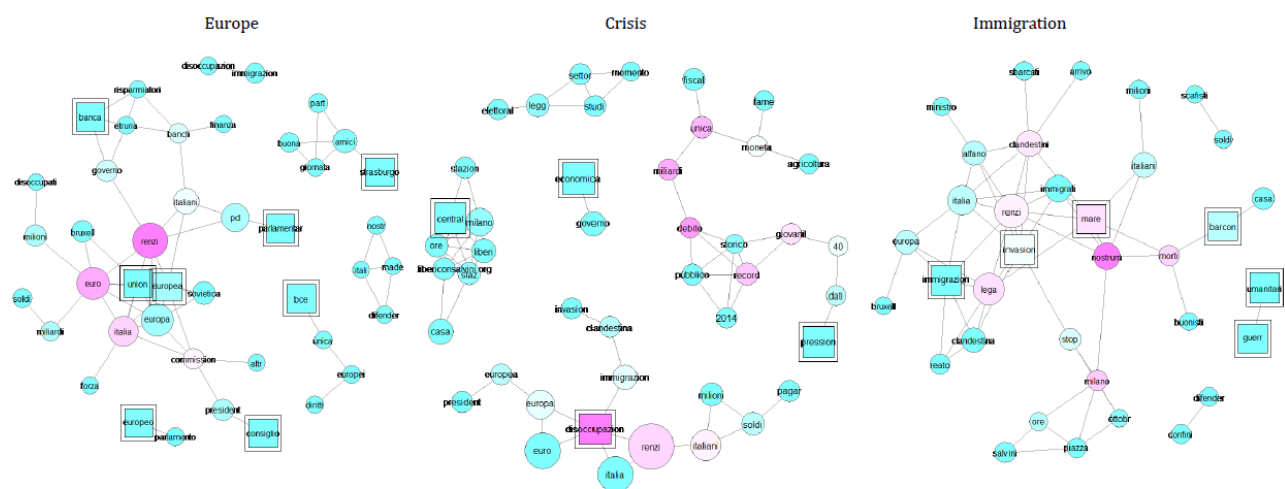 Europe
Crisis
Immigration
disoccupazion
immigrazion
risparmiatori
banca
etruria
banch
finanza
governo
disoccupati
italiani
pd
parlamentar
milioni
bruxell
renzi
euro
union
europea
sovietica
soldi
miliardi
italia
europa
commission
altr
forza
president
europeo
parlamento
consiglio
part
buona
amici
giornata
strasburgo
nostr
itali
made
difender
bce
unica
europei
diritti
settor
momento
elettoral
legg
studi
stazion
central
milano
ore
liberi
libericonsalvini.org
staz
casa
economica
governo
fiscal
fame
unica
moneta
agricoltura
miliardi
debito
storico
giovanil
40
pubblico
record
dati
2014
pression
invasion
clandestina
europea
immigrazion
president
europa
milioni
pagar
disoccupazion
soldi
euro
renzi
italiani
italia
sbarcati
arrivo
milioni
scafisti
ministro
soldi
clandestini
alfano
italiani
italia
immigrati
renzi
mare
casa
barcon
europa
invasion
nostrum
morti
immigrazion
lega
umanitari
bruxell
buonisti
clandestina
stop
guerr
reato
milano
ore
ottobr
difender
salvini
piazza
confini